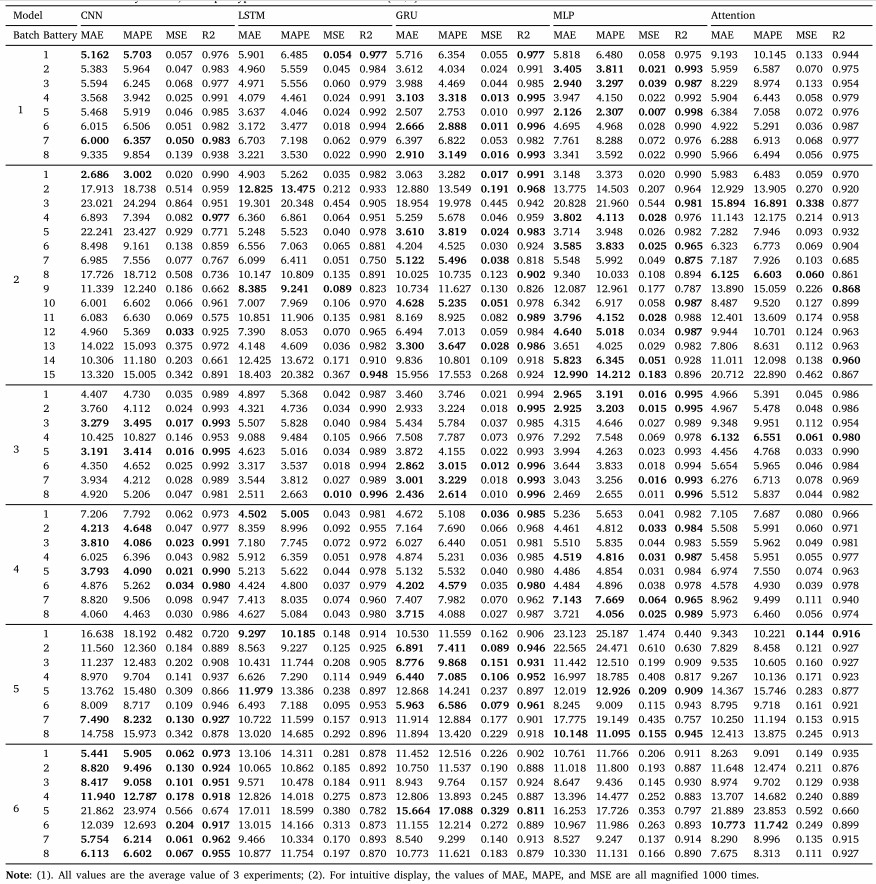 Model CNN LSTM GRU MLP Attention
Batch Battery MAE MAPE MSE R2 MAE MAPE MSE R2 MAE MAPE MSE R2 MAE MAPE MSE R2 MAE MAPE MSE R2
1 5.162 5.703 0.057 0.976 5.901 6.485 0.054 0.977 5.716 6.354 0.055 0.977 5.818 6.480 0.058 0.975 9.193 10.145 0.133 0.944
2 5.383 5.964 0.047 0.983 4.960 5.559 0.045 0.984 3.612 4.034 0.024 0.991 3.405 3.811 0.021 0.993 5.959 6.587 0.070 0.975
3 5.594 6.245 0.068 0.977 4.971 5.556 0.060 0.979 3.988 4.469 0.044 0.985 2.940 3.297 0.039 0.987 8.229 8.974 0.133 0.954
4 3.568 3.942 0.025 0.991 4.079 4.461 0.024 0.991 3.103 3.318 0.013 0.995 3.947 4.150 0.022 0.992 5.904 6.443 0.058 0.979
1
5 5.468 5.919 0.046 0.985 3.637 4.046 0.024 0.992 2.507 2.753 0.010 0.997 2.126 2.307 0.007 0.998 6.384 7.058 0.072 0.976
6 6.015 6.506 0.051 0.982 3.172 3.477 0.018 0.994 2.666 2.888 0.011 0.996 4.695 4.968 0.028 0.990 4.922 5.291 0.036 0.987
7 6.000 6.357 0.050 0.983 6.703 7.198 0.062 0.979 6.397 6.822 0.053 0.982 7.761 8.288 0.072 0.976 6.288 6.913 0.068 0.977
8 9.335 9.854 0.139 0.938 3.221 3.530 0.022 0.990 2.910 3.149 0.016 0.993 3.341 3.592 0.022 0.990 5.966 6.494 0.056 0.975
1 2.686 3.002 0.020 0.990 4.903 5.262 0.035 0.982 3.063 3.282 0.017 0.991 3.148 3.373 0.020 0.990 5.983 6.483 0.059 0.970
2 17.913 18.738 0.514 0.959 12.825 13.475 0.212 0.933 12.880 13.549 0.191 0.968 13.775 14.503 0.207 0.964 12.929 13.905 0.270 0.920
3 23.021 24.294 0.864 0.951 19.301 20.348 0.454 0.905 18.954 19.978 0.445 0.942 20.828 21.960 0.544 0.981 15.894 16.891 0.338 0.877
4 6.893 7.394 0.082 0.977 6.360 6.861 0.064 0.951 5.259 5.678 0.046 0.959 3.802 4.113 0.028 0.976 11.143 12.175 0.214 0.913
5 22.241 23.427 0.929 0.771 5.248 5.523 0.040 0.978 3.610 3.819 0.024 0.983 3.714 3.948 0.026 0.982 7.282 7.946 0.093 0.932
6 8.498 9.161 0.138 0.859 6.556 7.063 0.065 0.881 4.204 4.525 0.030 0.924 3.585 3.833 0.025 0.965 6.323 6.773 0.069 0.904
7 6.985 7.556 0.077 0.767 6.099 6.411 0.051 0.750 5.122 5.496 0.038 0.818 5.548 5.992 0.049 0.875 7.187 7.926 0.103 0.685
8 17.726 18.712 0.508 0.736 10.147 10.809 0.135 0.891 10.025 10.735 0.123 0.902 9.340 10.033 0.108 0.894 6.125 6.603 0.060 0.861
2
9 11.339 12.240 0.186 0.662 8.385 9.241 0.089 0.823 10.734 11.627 0.130 0.826 12.087 12.961 0.177 0.787 13.890 15.059 0.226 0.868
10 6.001 6.602 0.066 0.961 7.007 7.969 0.106 0.970 4.628 5.235 0.051 0.978 6.342 6.917 0.058 0.987 8.487 9.520 0.127 0.899
11 6.083 6.630 0.069 0.575 10.851 11.906 0.135 0.981 8.169 8.925 0.082 0.989 3.796 4.152 0.028 0.988 12.401 13.609 0.174 0.958
12 4.960 5.369 0.033 0.925 7.390 8.053 0.070 0.965 6.494 7.013 0.059 0.984 4.640 5.018 0.034 0.987 9.944 10.701 0.124 0.963
13 14.022 15.093 0.375 0.972 4.148 4.609 0.036 0.982 3.300 3.647 0.028 0.986 3.651 4.025 0.029 0.982 7.806 8.631 0.112 0.963
14 10.306 11.180 0.203 0.661 12.425 13.672 0.171 0.910 9.836 10.801 0.109 0.918 5.823 6.345 0.051 0.928 11.011 12.098 0.138 0.960
15 13.320 15.005 0.342 0.891 18.403 20.382 0.367 0.948 15.956 17.553 0.268 0.924 12.990 14.212 0.183 0.896 20.712 22.890 0.462 0.867
1 4.407 4.730 0.035 0.989 4.897 5.368 0.042 0.987 3.460 3.746 0.021 0.994 2.965 3.191 0.016 0.995 4.966 5.391 0.045 0.986
2 3.760 4.112 0.024 0.993 4.321 4.736 0.034 0.990 2.933 3.224 0.018 0.995 2.925 3.203 0.015 0.995 4.967 5.478 0.048 0.986
3 3.279 3.495 0.017 0.993 5.507 5.828 0.040 0.984 5.434 5.784 0.037 0.985 4.315 4.646 0.027 0.989 9.348 9.951 0.112 0.954
4 10.425 10.827 0.146 0.953 9.088 9.484 0.105 0.966 7.508 7.787 0.073 0.976 7.292 7.548 0.069 0.978 6.132 6.551 0.061 0.980
3
5 3.191 3.414 0.016 0.995 4.623 5.016 0.034 0.989 3.872 4.155 0.022 0.993 3.994 4.263 0.023 0.993 4.456 4.768 0.033 0.990
6 4.350 4.652 0.025 0.992 3.317 3.537 0.018 0.994 2.862 3.015 0.012 0.996 3.644 3.833 0.018 0.994 5.654 5.965 0.046 0.984
7 3.934 4.212 0.028 0.989 3.544 3.812 0.027 0.989 3.001 3.229 0.018 0.993 3.043 3.256 0.016 0.993 6.276 6.713 0.078 0.969
8 4.920 5.206 0.047 0.981 2.511 2.663 0.010 0.996 2.436 2.614 0.010 0.996 2.469 2.655 0.011 0.996 5.512 5.837 0.044 0.982
1 7.206 7.792 0.062 0.973 4.502 5.005 0.043 0.981 4.672 5.108 0.036 0.985 5.236 5.653 0.041 0.982 7.105 7.687 0.080 0.966
2 4.213 4.648 0.047 0.977 8.359 8.996 0.092 0.955 7.164 7.690 0.066 0.968 4.461 4.812 0.033 0.984 5.508 5.991 0.060 0.971
3 3.810 4.086 0.023 0.991 7.180 7.745 0.072 0.972 6.027 6.440 0.051 0.981 5.510 5.835 0.044 0.983 5.559 5.962 0.049 0.981
4 6.025 6.396 0.043 0.982 5.912 6.359 0.051 0.978 4.874 5.231 0.036 0.985 4.519 4.816 0.031 0.987 5.458 5.951 0.055 0.977
4
5 3.793 4.090 0.021 0.990 5.213 5.622 0.044 0.978 5.132 5.532 0.040 0.980 4.486 4.854 0.031 0.984 6.974 7.550 0.074 0.963
6 4.876 5.262 0.034 0.980 4.424 4.800 0.037 0.979 4.202 4.579 0.035 0.980 4.484 4.896 0.038 0.978 4.578 4.930 0.039 0.978
7 8.820 9.506 0.098 0.947 7.413 8.035 0.074 0.960 7.407 7.982 0.070 0.962 7.143 7.669 0.064 0.965 8.962 9.499 0.111 0.940
8 4.060 4.463 0.030 0.986 4.627 5.084 0.043 0.980 3.715 4.088 0.027 0.987 3.721 4.056 0.025 0.989 5.973 6.460 0.056 0.974
1 16.638 18.192 0.482 0.720 9.297 10.185 0.148 0.914 10.530 11.559 0.162 0.906 23.123 25.187 1.474 0.440 9.343 10.221 0.144 0.916
2 11.560 12.360 0.184 0.889 8.563 9.227 0.125 0.925 6.891 7.411 0.089 0.946 22.565 24.471 0.610 0.630 7.829 8.458 0.121 0.927
3 11.237 12.483 0.202 0.908 10.431 11.744 0.208 0.905 8.776 9.868 0.151 0.931 11.442 12.510 0.199 0.909 9.535 10.605 0.160 0.927
4 8.970 9.704 0.141 0.937 6.626 7.290 0.114 0.949 6.440 7.085 0.106 0.952 16.997 18.785 0.408 0.817 9.267 10.136 0.171 0.923
5
5 13.762 15.480 0.309 0.866 11.979 13.386 0.238 0.897 12.868 14.241 0.237 0.897 12.019 12.926 0.209 0.909 14.367 15.746 0.283 0.877
6 8.009 8.717 0.109 0.946 6.493 7.188 0.095 0.953 5.963 6.586 0.079 0.961 8.245 9.009 0.115 0.943 8.795 9.718 0.161 0.921
7 7.490 8.232 0.130 0.927 10.722 11.599 0.157 0.913 11.914 12.884 0.177 0.901 17.775 19.149 0.435 0.757 10.250 11.194 0.153 0.915
8 14.758 15.973 0.342 0.878 13.020 14.685 0.292 0.896 11.894 13.420 0.229 0.918 10.148 11.095 0.155 0.945 12.413 13.875 0.245 0.913
1 5.441 5.905 0.062 0.973 13.106 14.311 0.281 0.878 11.452 12.516 0.226 0.902 10.761 11.766 0.206 0.911 8.263 9.091 0.149 0.935
2 8.820 9.496 0.130 0.924 10.065 10.862 0.185 0.892 10.750 11.537 0.190 0.888 11.018 11.800 0.193 0.887 11.648 12.474 0.211 0.876
3 8.417 9.058 0.101 0.951 9.571 10.478 0.184 0.911 8.943 9.764 0.157 0.924 8.647 9.436 0.145 0.930 8.974 9.702 0.129 0.938
4 11.940 12.787 0.178 0.918 12.826 14.018 0.275 0.873 12.806 13.893 0.245 0.887 13.396 14.477 0.252 0.883 13.707 14.682 0.240 0.889
6
5 21.862 23.974 0.566 0.674 17.011 18.599 0.380 0.782 15.664 17.088 0.329 0.811 16.253 17.726 0.353 0.797 21.889 23.853 0.592 0.660
6 12.039 12.693 0.204 0.917 13.015 14.166 0.313 0.873 11.155 12.214 0.272 0.889 10.967 11.986 0.263 0.893 10.773 11.742 0.249 0.899
7 5.754 6.214 0.061 0.962 9.466 10.334 0.170 0.894 8.540 9.299 0.140 0.913 8.527 9.247 0.137 0.914 8.290 8.996 0.135 0.915
8 6.113 6.602 0.067 0.955 10.877 11.754 0.197 0.870 10.773 11.621 0.183 0.879 10.330 11.131 0.166 0.890 7.675 8.313 0.111 0.927
Note: (1). All values are the average value of 3 experiments; (2). For intuitive display, the values of MAE, MAPE, and MSE are all magnified 1000 times.